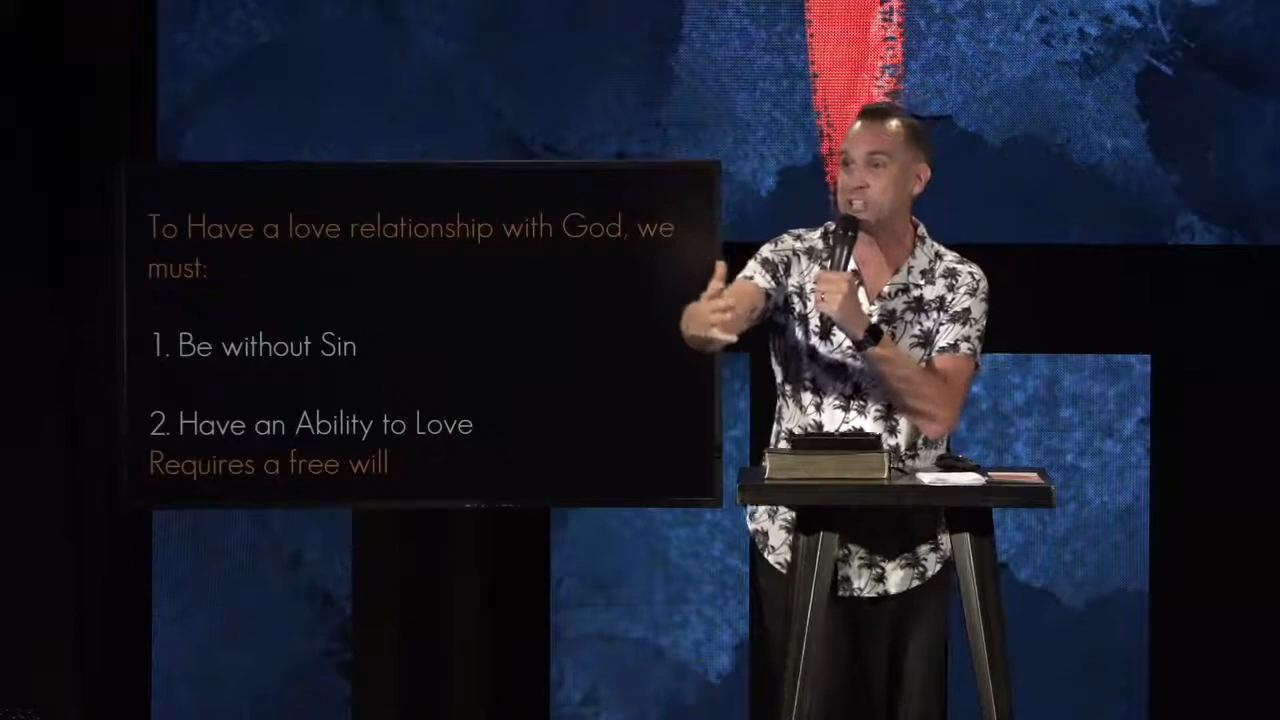 To Have a love relationship with God, we
must:
1. Be without Sin
2. Have an Ability to Love
Requires a free will